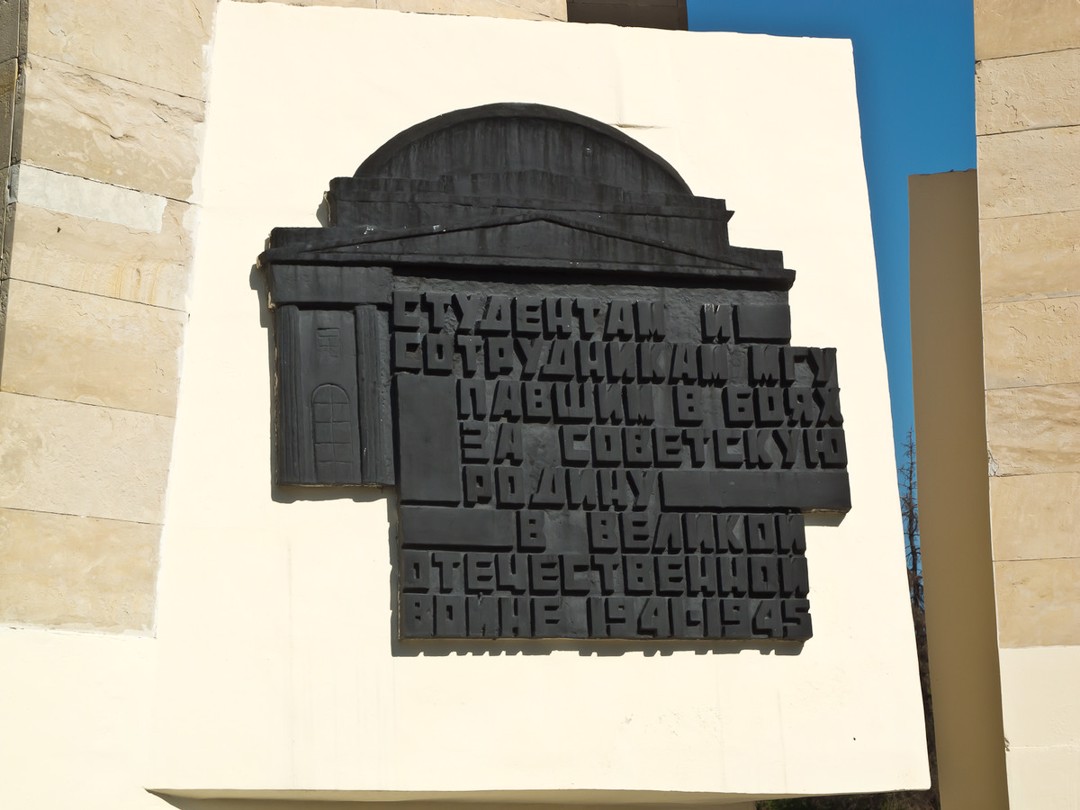 СТУДЕНТАМ И
СОТРУДНИКАМ МГУ
ПАВШИМ В БОЯХ
ЗА СОВЕТСКУЮ
РОДИНУ
В ВЕЛИКОЙ
ОТЕЧЕСТВЕННОЙ
ВОЙНЕ 1941-1945